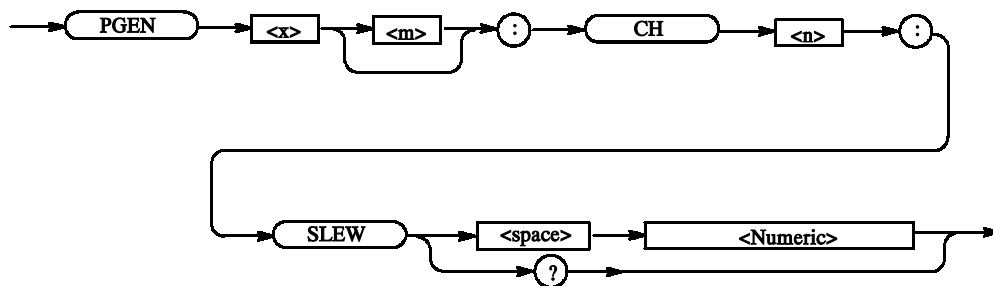 PGEN <x> <m> : CH <n> :
SLEW <space> <Numeric>
?